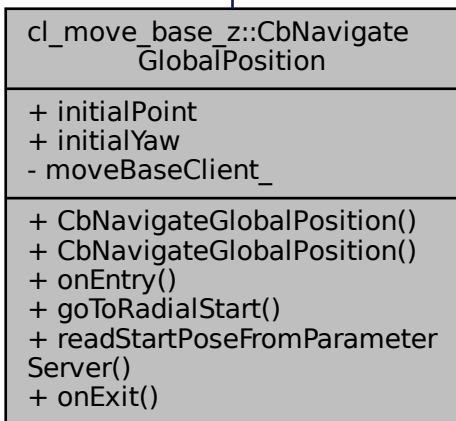 cl_move_base_z::CbNavigate
GlobalPosition
+ initialPoint
+ initialYaw
- moveBaseClient_
+ CbNavigateGlobalPosition()
+ CbNavigateGlobalPosition()
+ onEntry()
+ goToRadialStart()
+ readStartPoseFromParameter
Server()
+ onExit()